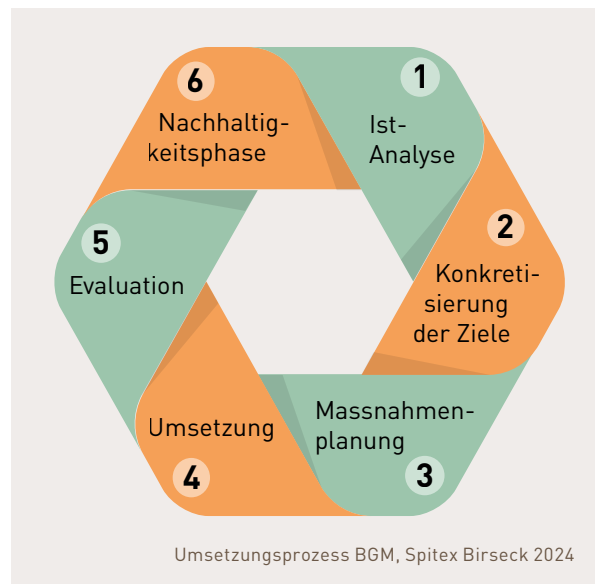 1
Ist-
Analyse
2
Konkreti-
sierung
der Ziele
Massnahmen-
planung
3
Umsetzung
4
5
Evaluation
6
Nachhaltig-
keitsphase
Umsetzungsprozess BGM, Spitex Birseck 2024